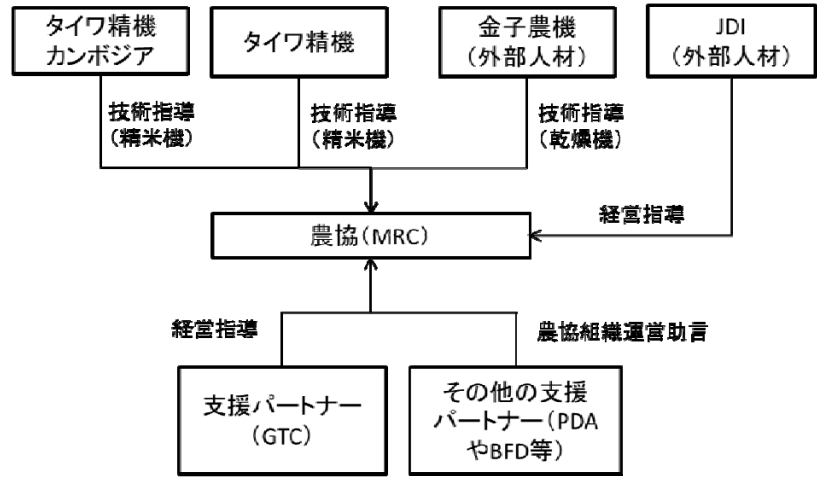 タイワ精機
カンボジア
タイワ精機
金子農機
(外部人材)
JDI
(外部人材)
技術指導
(精米機)
技術指導
(精米機)
技術指導
(乾燥機)
経営指導
農協(MRC)
経営指導
農協組織運営助言
支援パートナー
(GTC)
その他の支援
パートナー(PDA
やBFD等)